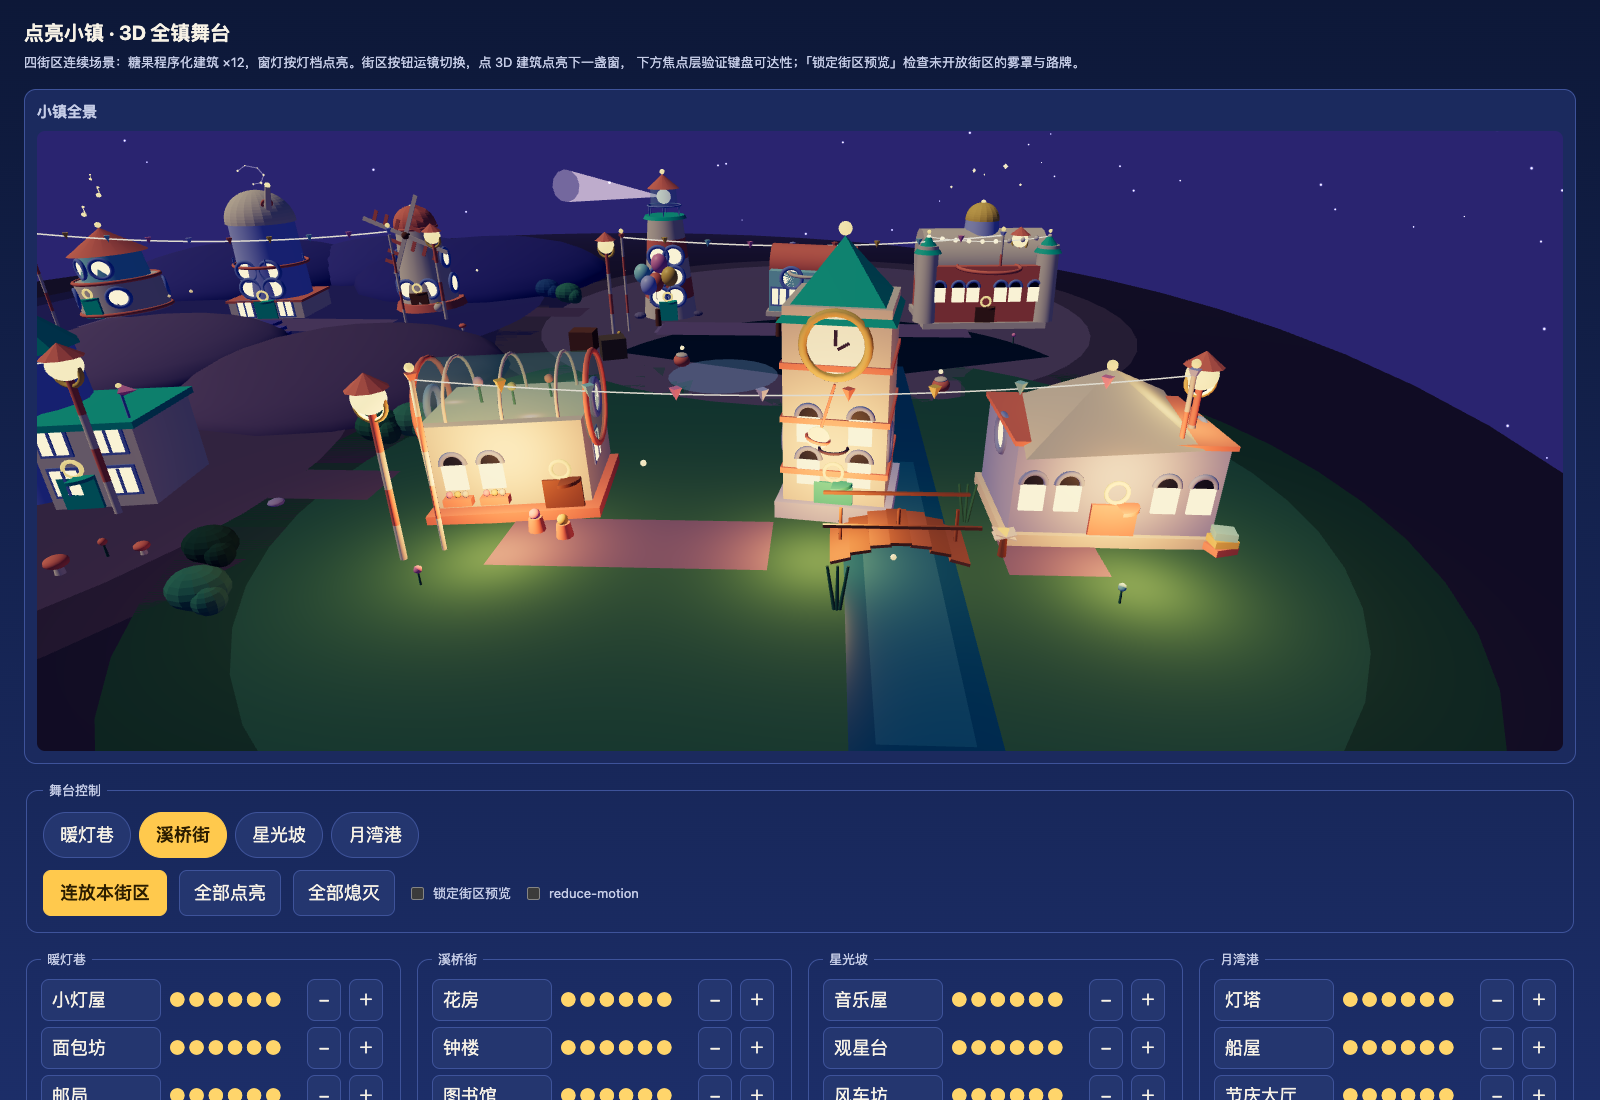 点亮小镇 · 3D 全镇舞台
四街区连续场景：糖果程序化建筑 ×12，窗灯按灯档点亮。街区按钮运镜切换，点 3D 建筑点亮下一盏窗， 下方焦点层验证键盘可达性；「锁定街区预览」检查未开放街区的雾罩与路牌。
小镇全景
舞台控制
暖灯巷 溪桥街 星光坡 月湾港
连放本街区 全部点亮 全部熄灭 锁定街区预览 reduce-motion
暖灯巷 溪桥街 星光坡 月湾港
小灯屋 − + 花房 − + 音乐屋 − + 灯塔 − +
面包坊 − + 钟楼 − + 观星台 − + 船屋 − +
邮局 − + 图书馆 − + 风车坊 − + 节庆大厅 − +